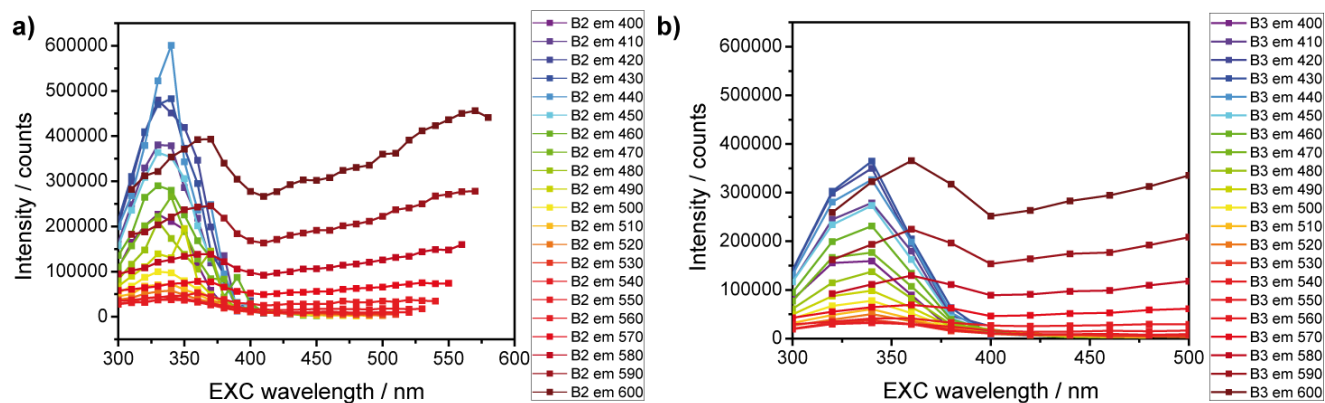 a)
Intensity / counts
600000
500000
400000
300000
200000
100000
0
300
350
400
450
500
550
600
EXC wavelength / nm
B2 em 400
B2 em 410
B2 em 420
B2 em 430
B2 em 440
B2 em 450
B2 em 460
B2 em 470
B2 em 480
B2 em 490
B2 em 500
B2 em 510
B2 em 520
B2 em 530
B2 em 540
B2 em 550
B2 em 560
B2 em 570
B2 em 580
B2 em 590
B2 em 600
b)
Intensity / counts
600000
500000
400000
300000
200000
100000
0
300
350
400
450
500
EXC wavelength / nm
B3 em 400
B3 em 410
B3 em 420
B3 em 430
B3 em 440
B3 em 450
B3 em 460
B3 em 470
B3 em 480
B3 em 490
B3 em 500
B3 em 510
B3 em 520
B3 em 530
B3 em 540
B3 em 550
B3 em 560
B3 em 570
B3 em 580
B3 em 590
B3 em 600